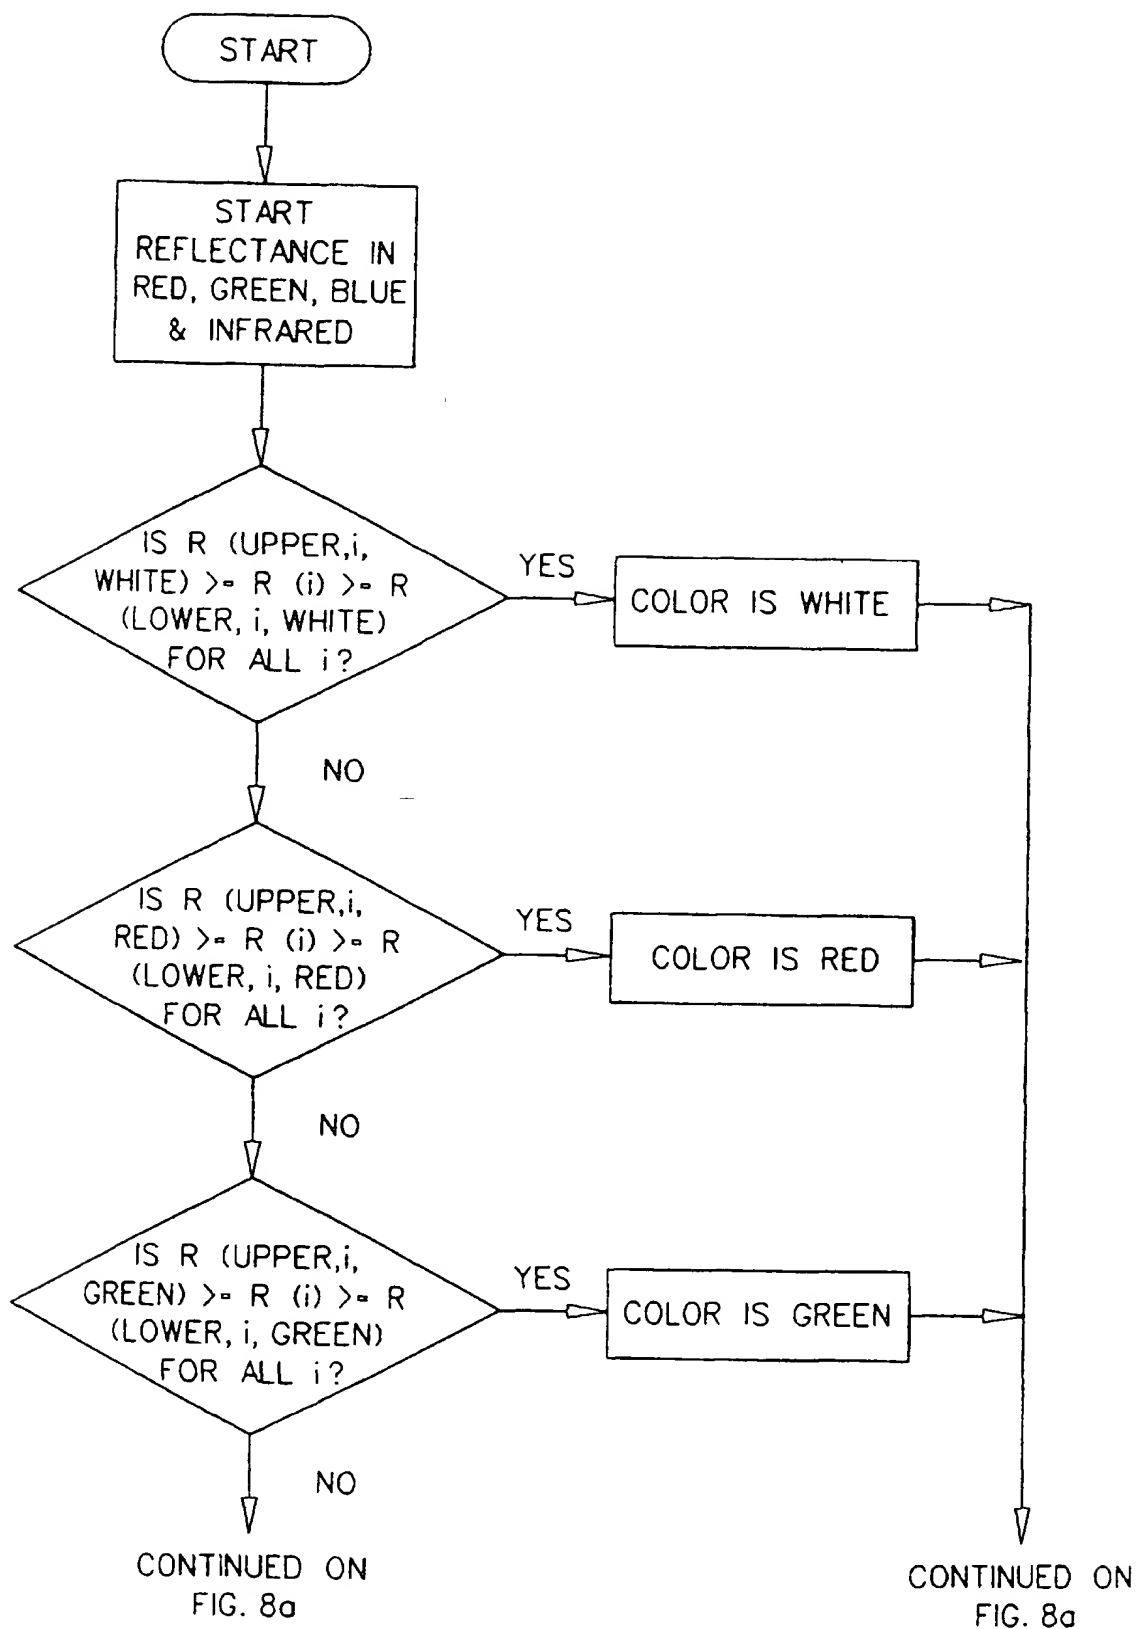 START
START
REFLECTANCE IN
RED, GREEN, BLUE
& INFRARED
IS R (UPPER,i,
WHITE) >= R (i) >= R
(LOWER, i, WHITE)
FOR ALL i?
YES
COLOR IS WHITE
NO
IS R (UPPER,i,
RED) >= R (i) >= R
(LOWER, i, RED)
FOR ALL i?
YES
COLOR IS RED
NO
IS R (UPPER,i,
GREEN) >= R (i) >= R
(LOWER, i, GREEN)
FOR ALL i?
YES
COLOR IS GREEN
NO
CONTINUED ON
FIG. 8a
CONTINUED ON
FIG. 8a